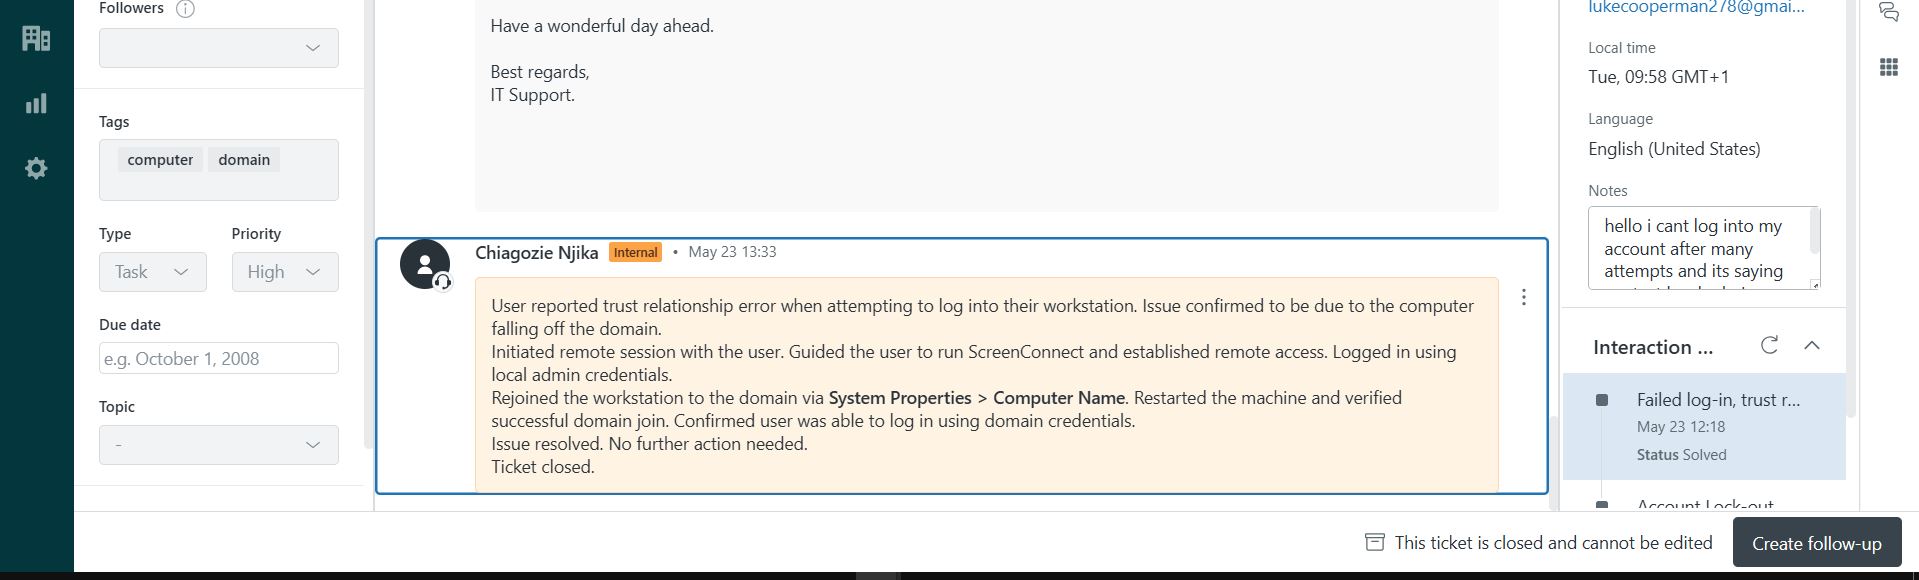 Followers
Tags
computer domain
Type Priority
Task High
Due date
e.g. October 1, 2008
Topic
-
Have a wonderful day ahead.
Best regards,
IT Support.
Chiagozie Njika Internal • May 23 13:33
User reported trust relationship error when attempting to log into their workstation. Issue confirmed to be due to the computer
falling off the domain.
Initiated remote session with the user. Guided the user to run ScreenConnect and established remote access. Logged in using
local admin credentials.
Rejoined the workstation to the domain via System Properties > Computer Name. Restarted the machine and verified
successful domain join. Confirmed user was able to log in using domain credentials.
Issue resolved. No further action needed.
Ticket closed.
lukecooperman278@gmai...
Local time
Tue, 09:58 GMT+1
Language
English (United States)
Notes
hello i cant log into my
account after many
attempts and its saying
Interaction ...
Failed log-in, trust r...
May 23 12:18
Status Solved
Account Lock-out
This ticket is closed and cannot be edited
Create follow-up